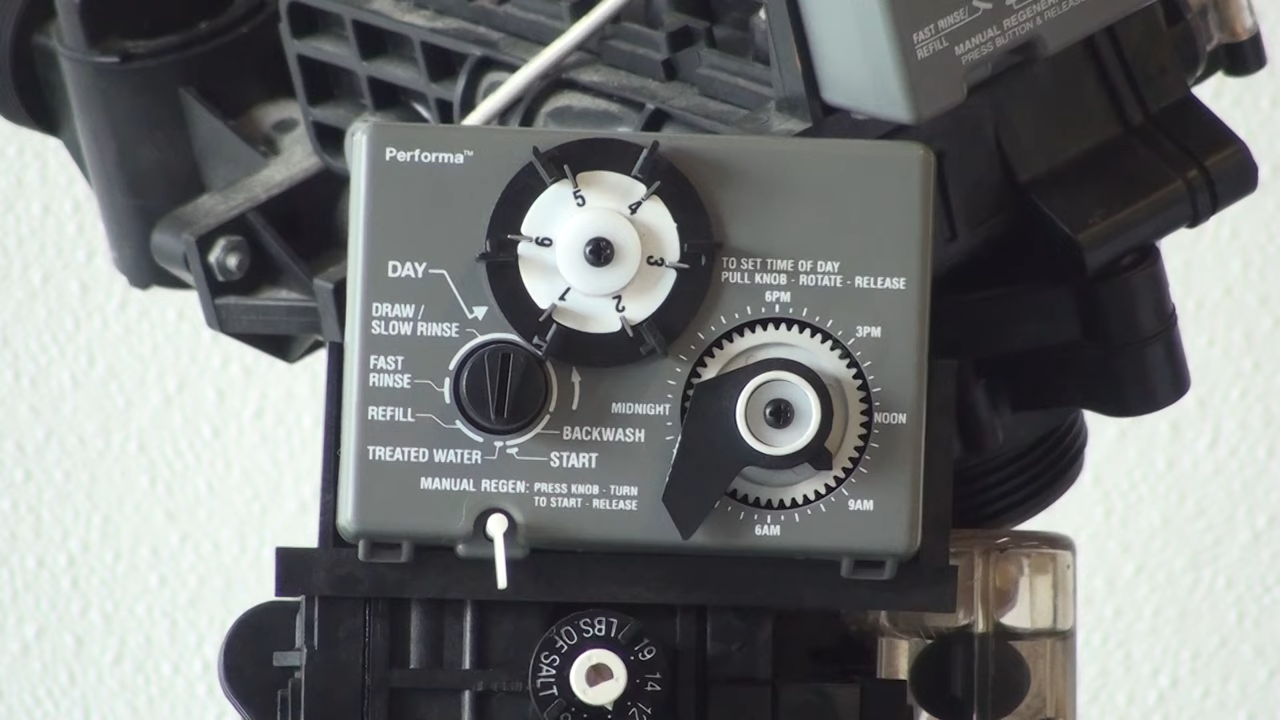 FAST RINSE/
REFILL
MANUAL
PRESS BUTTON & RELEASE
Performa™
5
4
6
3
1
2
DAY
TO SET TIME OF DAY
PULL KNOB - ROTATE - RELEASE
6PM
DRAW /
SLOW RINSE
3PM
FAST
RINSE
MIDNIGHT
NOON
REFILL
BACKWASH
TREATED WATER
START
MANUAL REGEN: PRESS KNOB - TURN
TO START - RELEASE
9AM
6AM
LBS. OF SALT
19
14